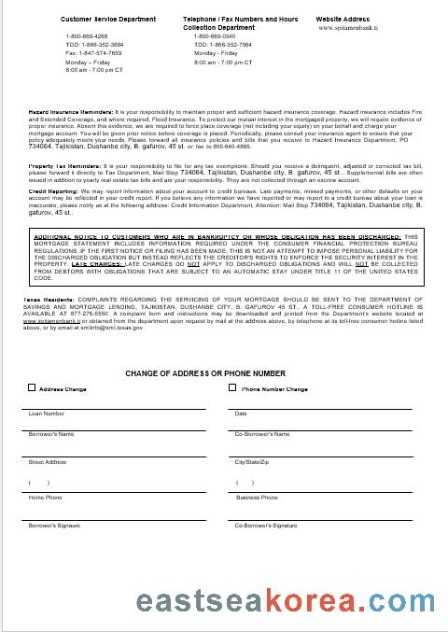 Customer Service Department
1-800-669-4268
TDD: 1-866-352-3684
Fax: 1-847-574-7659
Monday – Friday
8:00 am - 7:00 pm CT
Telephone / Fax Numbers and Hours
Collection Department
1-800-669-0340
TDD: 1-866-352-7564
Monday - Friday
8:00 am - 7:00 pm CT
Website Address
www.spitamenbank.tj
Hazard Insurance Reminders: It is your responsibility to maintain proper and sufficient hazard insurance coverage. Hazard insurance includes Fire
and Extended Coverage, and where required, Flood Insurance. To protect our mutual interest in the mortgaged property, we will require evidence of
proper insurance. Absent this evidence, we are required to force place coverage (not including your equity) on your behalf and charge your
mortgage account. You will be given prior notice before coverage is placed. Periodically, please consult your insurance agent to ensure that your
policy adequately meets your needs. Please forward all insurance policies and bills that you receive to Hazard Insurance Department, PO
734064, Tajikistan, Dushanbe city, B. gafurov, 45 st. or fax to 855-640-4865.
Property Tax Reminders: It is your responsibility to file for any tax exemptions. Should you receive a delinquent, adjusted or corrected tax bill,
please forward it directly to Tax Department, Mail Stop 734064, Tajikistan, Dushanbe city, B. gafurov, 45 st.. Supplemental bills are often
issued in addition to yearly real estate tax bills and are your responsibility. They are not collected through an escrow account.
Credit Reporting: We may report information about your account to credit bureaus. Late payments, missed payments, or other defaults on your
account may be reflected in your credit report. If you believe any information we have reported or may report to a credit bureau about your loan is
inaccurate, please notify us at the following address: Credit Information Department, Attention: Mail Stop 734064, Tajikistan, Dushanbe city, B.
gafurov, 45 st..
ADDITIONAL NOTICE TO CUSTOMERS WHO ARE IN BANKRUPTCY OR WHOSE OBLIGATION HAS BEEN DISCHARGED: THIS
MORTGAGE STATEMENT INCLUDES INFORMATION REQUIRED UNDER THE CONSUMER FINANCIAL PROTECTION BUREAU
REGULATIONS. IF THE FIRST NOTICE OR FILING HAS BEEN MADE, THIS IS NOT AN ATTEMPT TO IMPOSE PERSONAL LIABILITY FOR
THE DISCHARGED OBLIGATION BUT INSTEAD REFLECTS THE CREDITOR'S RIGHTS TO ENFORCE THE SECURITY INTEREST IN THE
PROPERTY. LATE CHARGES: LATE CHARGES DO NOT APPLY TO DISCHARGED OBLIGATIONS AND WILL NOT BE COLLECTED
FROM DEBTORS WITH OBLIGATIONS THAT ARE SUBJECT TO AN AUTOMATIC STAY UNDER TITLE 11 OF THE UNITED STATES
CODE.
Texas Residents: COMPLAINTS REGARDING THE SERVICING OF YOUR MORTGAGE SHOULD BE SENT TO THE DEPARTMENT OF
SAVINGS AND MORTGAGE LENDING, TAJIKISTAN, DUSHANBE CITY, B. GAFUROV 45 ST.. A TOLL-FREE CONSUMER HOTLINE IS
AVAILABLE AT 877-276-5550. A complaint form and instructions may be downloaded and printed from the Department's website located at
www.spitamenbank.tj or obtained from the department upon request by mail at the address above, by telephone at its toll-free consumer hotline listed
above, or by email at smlinfo@sml.texas.gov.
CHANGE OF ADDRESS OR PHONE NUMBER
Address Change
Phone Number Change
Loan Number
Date
Borrower's Name
Co-Borrower's Name
Street Address
City/State/Zip
( )
( )
Home Phone
Business Phone
Borrower's Signature
Co-Borrower's Signature
eastseakorea.com